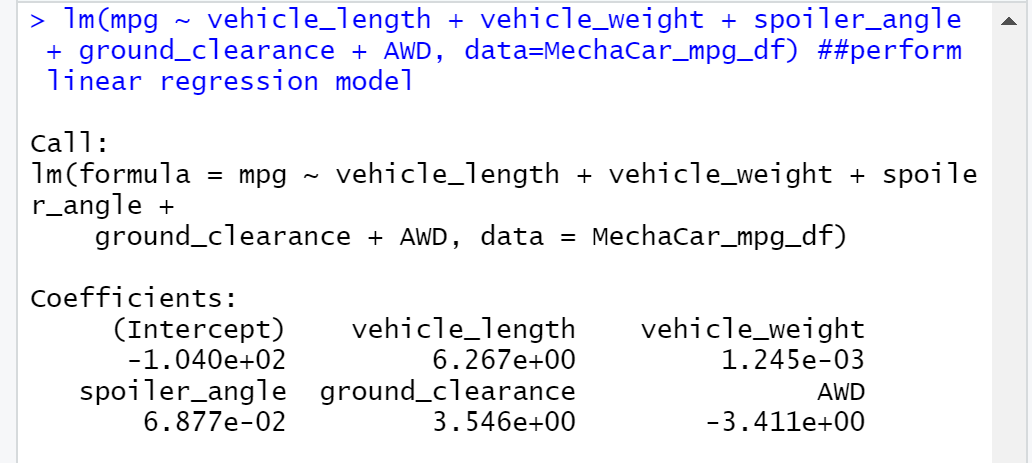 > lm(mpg ~ vehicle_length + vehicle_weight + spoiler_angle
+ ground_clearance + AWD, data=MechaCar_mpg_df) ##perform
linear regression model
Call:
lm(formula = mpg ~ vehicle_length + vehicle_weight + spoile
r_angle +
ground_clearance + AWD, data = MechaCar_mpg_df)
Coefficients:
(Intercept) vehicle_length vehicle_weight
-1.040e+02 6.267e+00 1.245e-03
spoiler_angle ground_clearance AWD
6.877e-02 3.546e+00 -3.411e+00